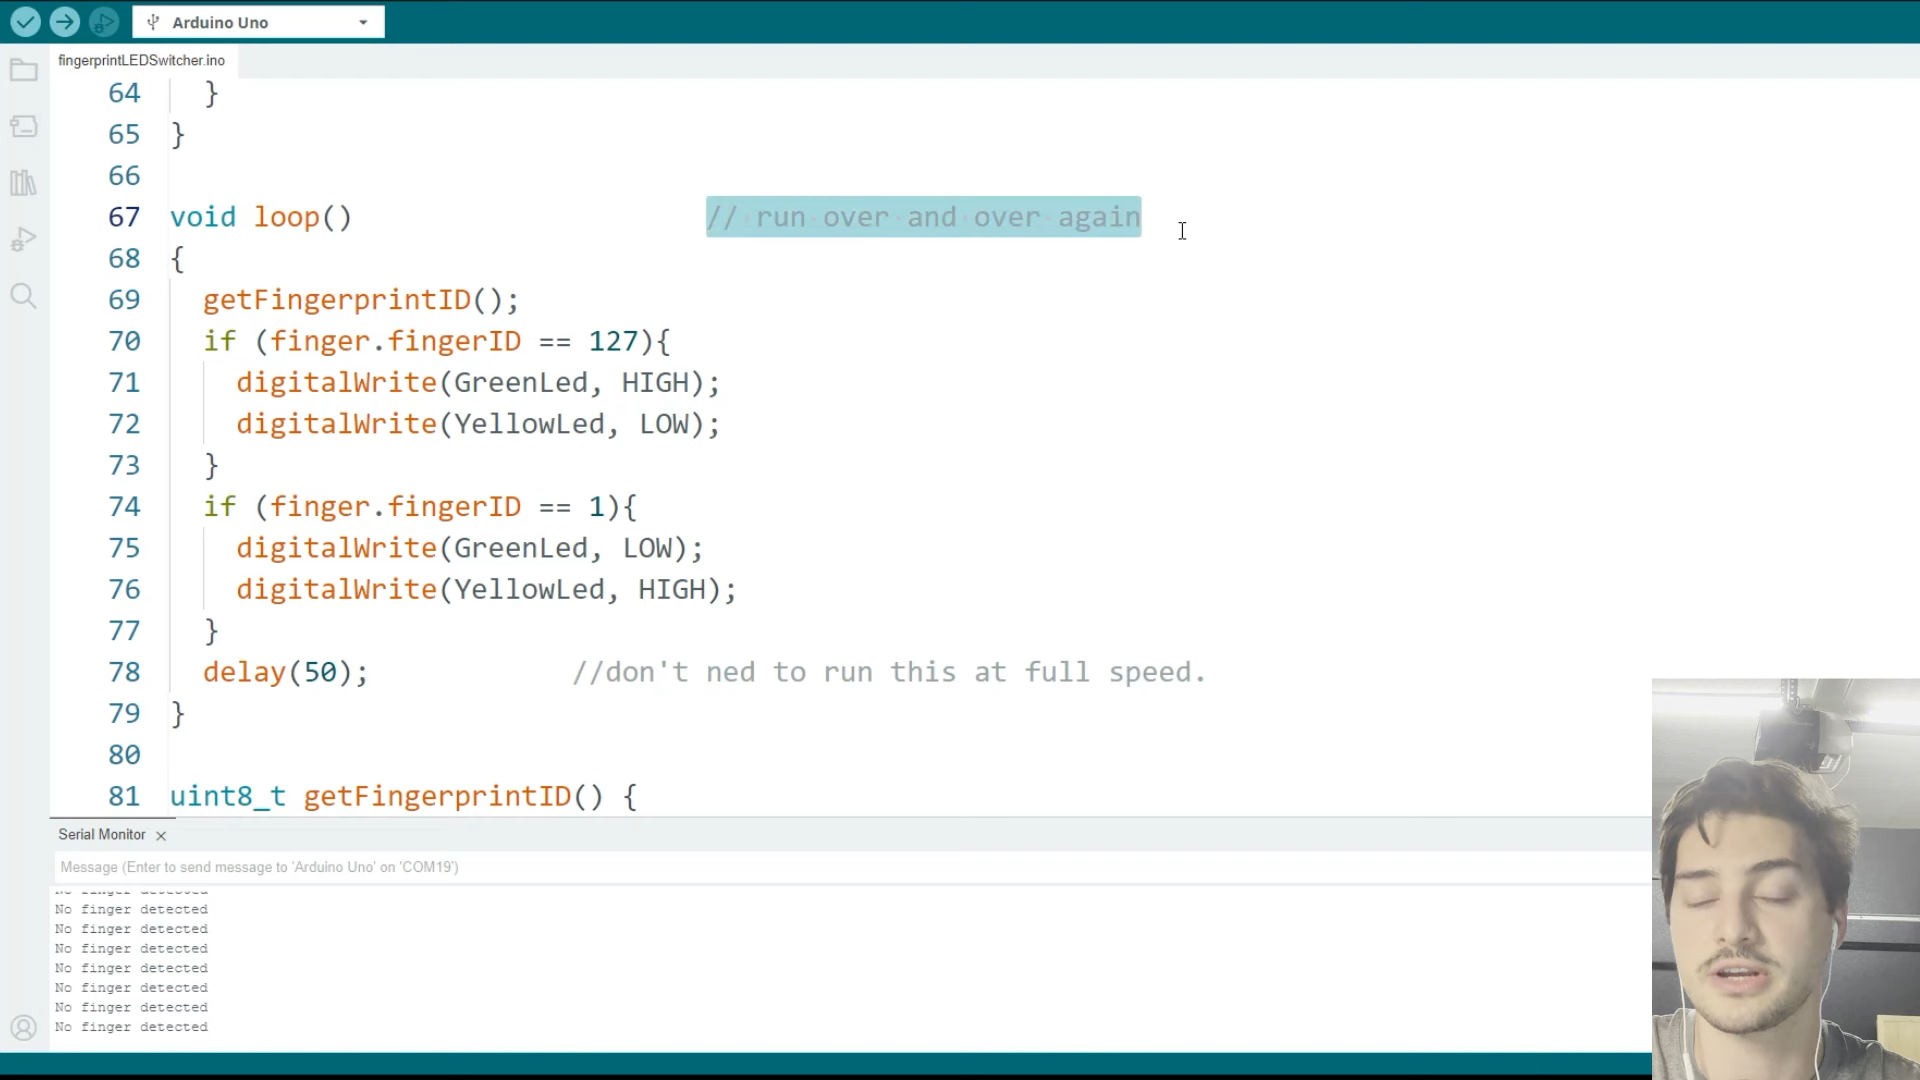 Arduino Uno
fingerprintLEDSwitcher.ino
64 }
65 }
66
67 void loop() // run over and over again
68 {
69 getFingerprintID();
70 if (finger.fingerID == 127){
71 digitalWrite(GreenLed, HIGH);
72 digitalWrite(YellowLed, LOW);
73 }
74 if (finger.fingerID == 1){
75 digitalWrite(GreenLed, LOW);
76 digitalWrite(YellowLed, HIGH);
77 }
78 delay(50); //don't ned to run this at full speed.
79 }
80
81 uint8_t getFingerprintID() {
Serial Monitor
Message (Enter to send message to 'Arduino Uno' on 'COM19')
No finger detected
No finger detected
No finger detected
No finger detected
No finger detected
No finger detected
No finger detected
No finger detected